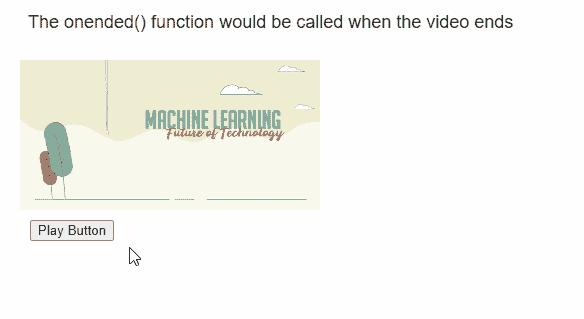 The onended() function would be called when the video ends
MACHINE LEARNING
Future of Technology
Play Button